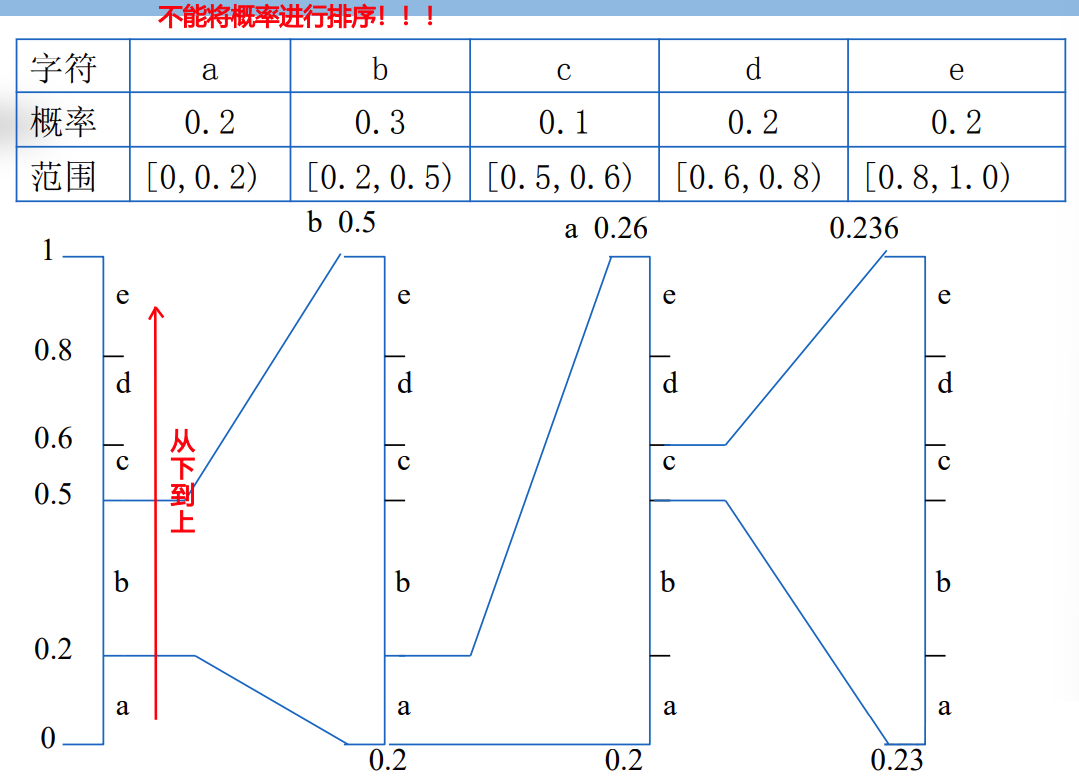 不能将概率进行排序！！！
字符 a b c d e
概率 0.2 0.3 0.1 0.2 0.2
范围 [0,0.2) [0.2,0.5) [0.5,0.6) [0.6,0.8) [0.8,1.0)
b 0.5 a 0.26 0.236
1
e e e e
0.8
d d d d
0.6
c c c c
0.5
从下到上
b b b b
0.2
a a a a
0
0.2 0.2 0.23